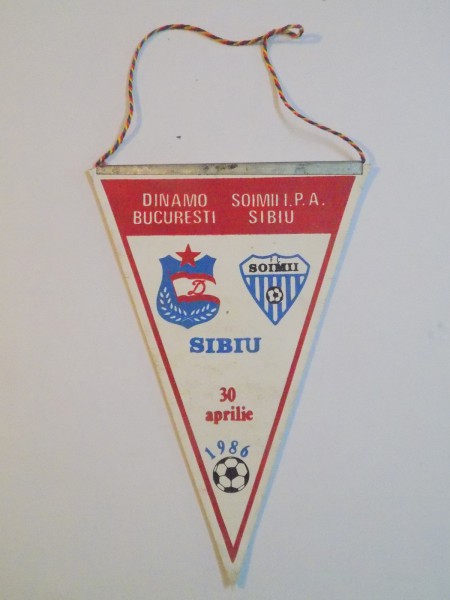 DINAMO SOIMII I.P.A.
BUCURESTI SIBIU
D
SOIMII
SIBIU
30
aprilie
1986